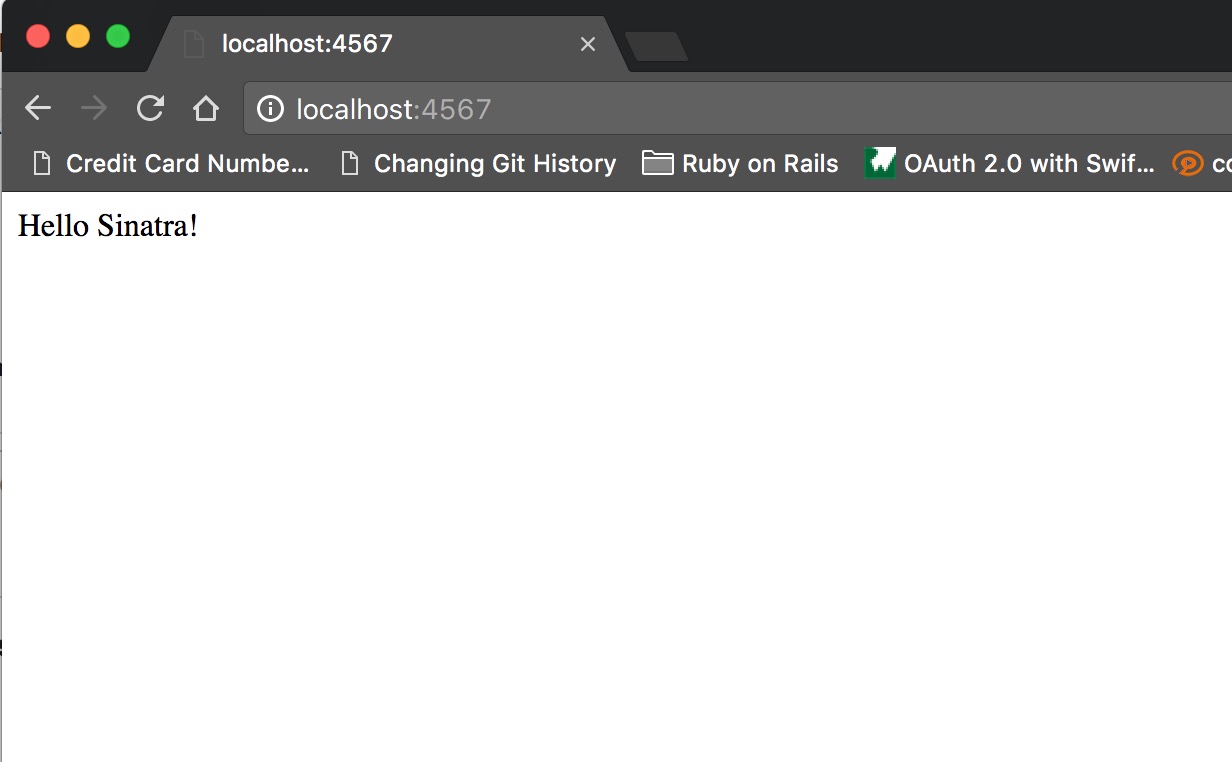 localhost:4567
localhost:4567
Credit Card Numbe... Changing Git History Ruby on Rails OAuth 2.0 with Swif...
Hello Sinatra!